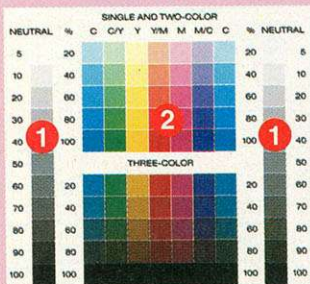 SINGLE AND TWO-COLOR
NEUTRAL % C C/Y Y Y/M M M/C C % NEUTRAL
5 20 20 5
10 40 40 10
20 60 60 20
30 80 80 30
40 1 100 2 100 1 40
50 THREE-COLOR 50
60 20 20 60
70 40 40 70
80 60 60 80
90 80 80 90
100 100 100 100